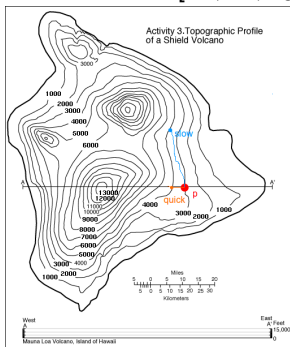 Activity 3.Topographic Profile
of a Shield Volcano
3000
1000
2000
3000
4000
5000
6000
slow
A
A'
13000
12000
11000
10000
9000
8000
7000
6000
5000
4000
3000
2000
1000
p
quick
4000
3000
2000
1000
Miles
5 0 5 10 15 20
5 0 5 10 15 20
Kilometers
West
A
East
A' Feet
15,000
0
Mauna Loa Volcano, Island of Hawaii